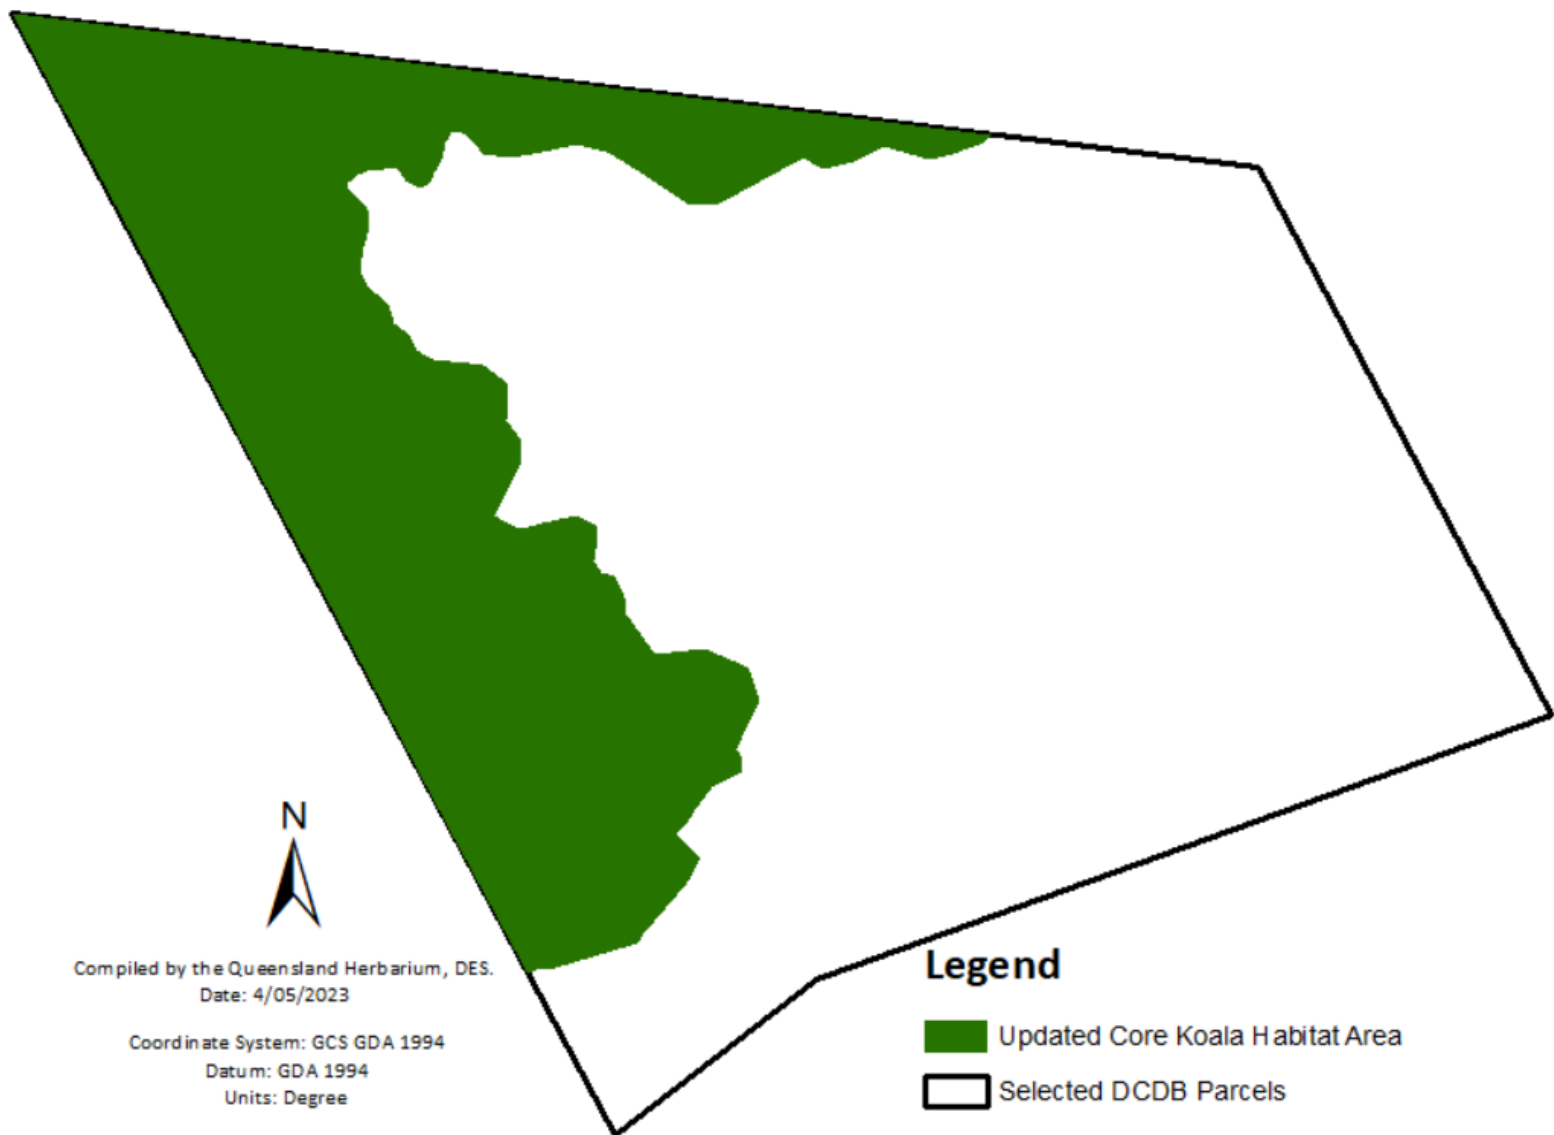 N
Compiled by the Queensland Herbarium, DES.
Date: 4/05/2023
Coordinate System: GCS GDA 1994
Datum: GDA 1994
Units: Degree
Legend
Updated Core Koala Habitat Area
Selected DCDB Parcels